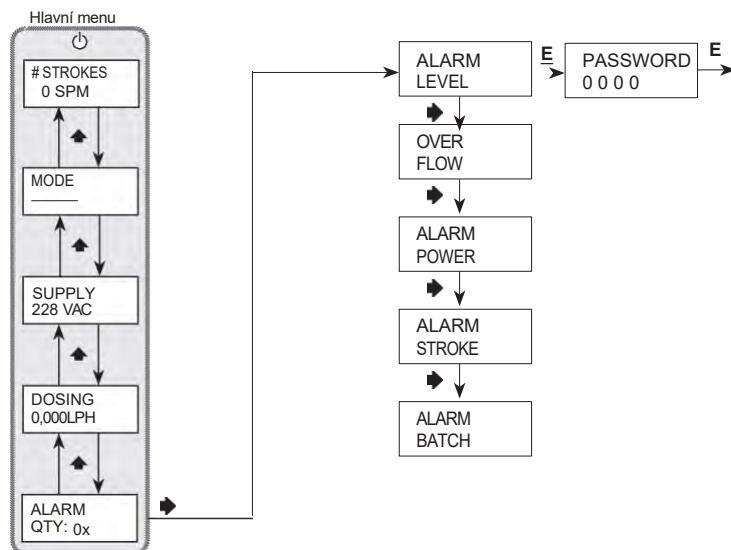 Hlavní menu
# STROKES
0 SPM
MODE
SUPPLY
228 VAC
DOSING
0,000LPH
ALARM
QTY: 0x
ALARM
LEVEL
E
PASSWORD
0 0 0 0
E
OVER
FLOW
ALARM
POWER
ALARM
STROKE
ALARM
BATCH